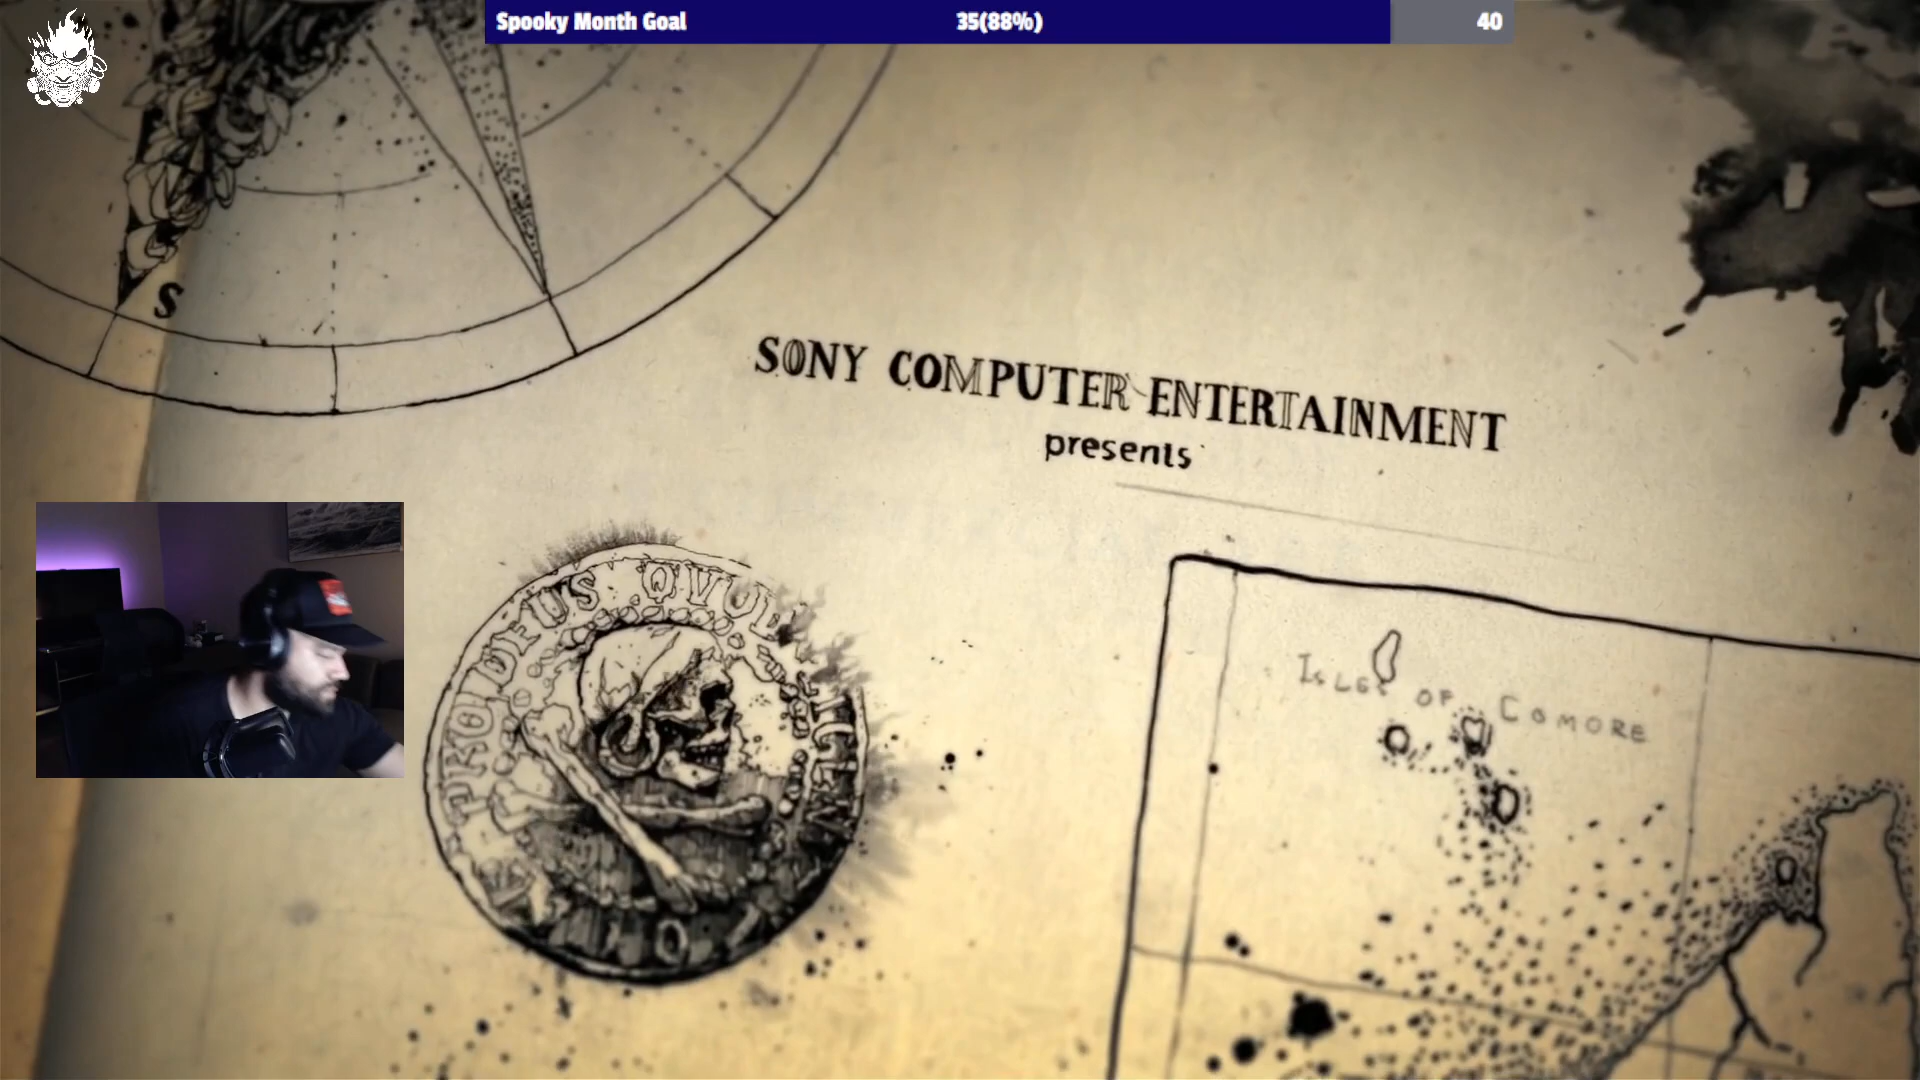 Spooky Month Goal 35(88%) 40
S
SONY COMPUTER ENTERTAINMENT
presents
ISLES OF COMORE